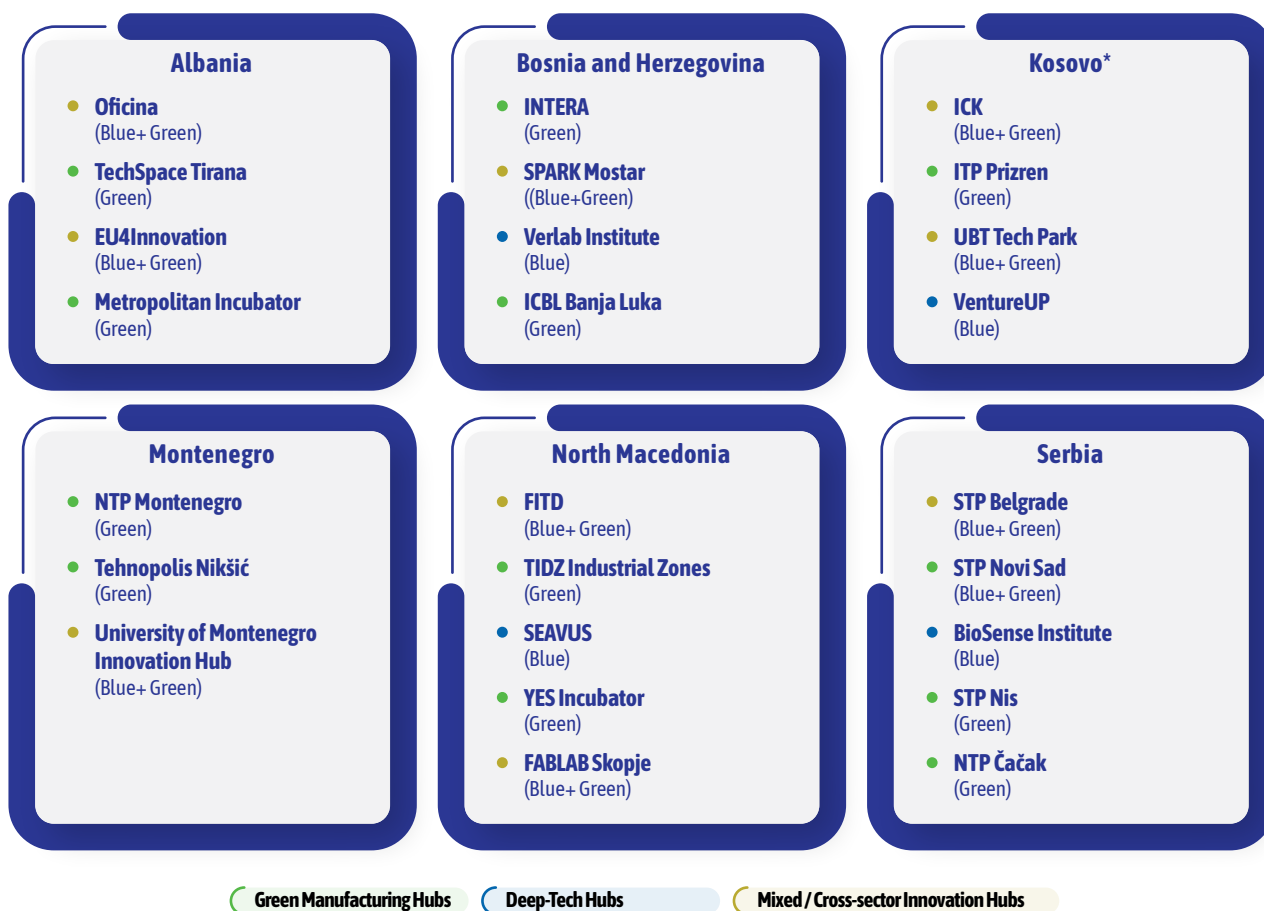 Albania
Oficina
(Blue+ Green)
TechSpace Tirana
(Green)
EU4Innovation
(Blue+ Green)
Metropolitan Incubator
(Green)
Bosnia and Herzegovina
INTERA
(Green)
SPARK Mostar
((Blue+Green)
Verlab Institute
(Blue)
ICBL Banja Luka
(Green)
Kosovo*
ICK
(Blue+ Green)
ITP Prizren
(Green)
UBT Tech Park
(Blue+ Green)
VentureUP
(Blue)
Montenegro
NTP Montenegro
(Green)
Tehnopolis Nikšić
(Green)
University of Montenegro
Innovation Hub
(Blue+ Green)
North Macedonia
FITD
(Blue+ Green)
TIDZ Industrial Zones
(Green)
SEAVUS
(Blue)
YES Incubator
(Green)
FABLAB Skopje
(Blue+ Green)
Serbia
STP Belgrade
(Blue+ Green)
STP Novi Sad
(Blue+ Green)
BioSense Institute
(Blue)
STP Nis
(Green)
NTP Čačak
(Green)
Green Manufacturing Hubs
Deep-Tech Hubs
Mixed / Cross-sector Innovation Hubs